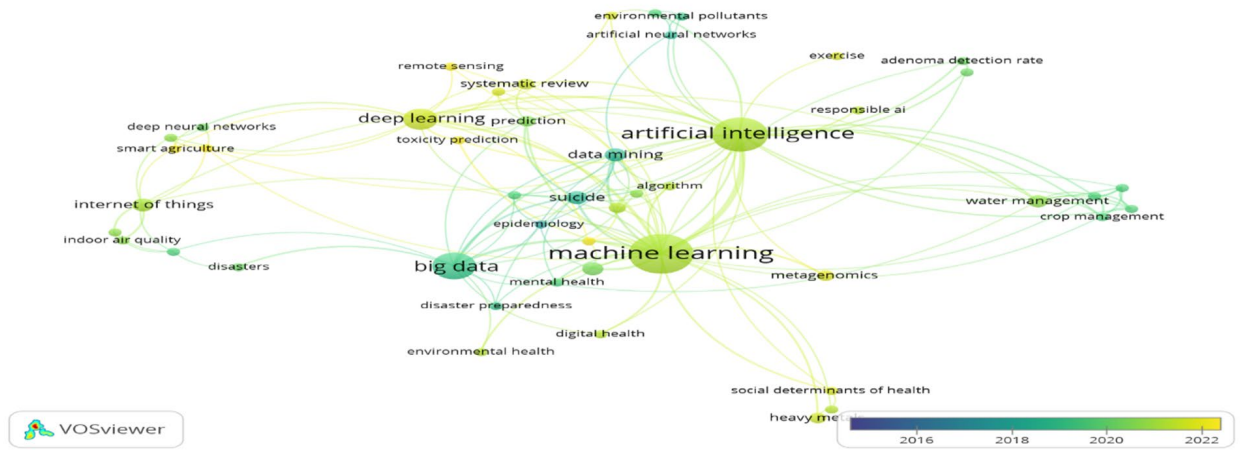 environmental pollutants
artificial neural networks
exercise
adenoma detection rate
remote sensing
systematic review
responsible ai
deep learning
prediction
artificial intelligence
deep neural networks
toxicity prediction
smart agriculture
data mining
algorithm
suicide
internet of things
water management
crop management
epidemiology
indoor air quality
machine learning
big data
disasters
metagenomics
mental health
disaster preparedness
digital health
environmental health
social determinants of health
heavy me
VOSviewer
2016 2018 2020 2022